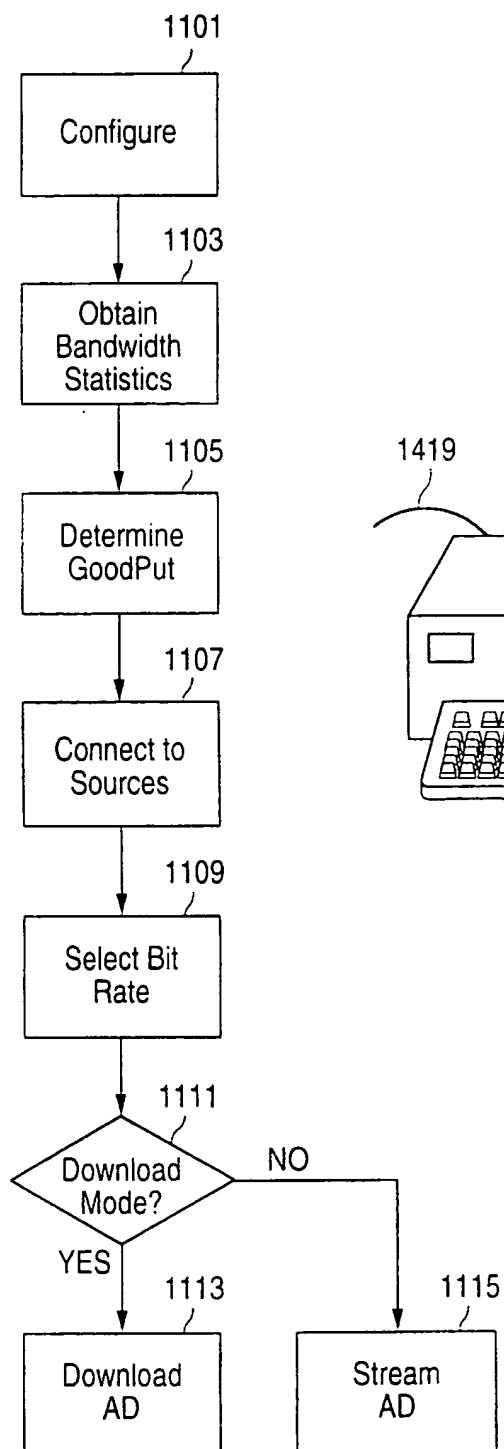 1101
Configure
1103
Obtain
Bandwidth
Statistics
1105
Determine
GoodPut
1419
1107
Connect to
Sources
1109
Select Bit
Rate
1111
Download
Mode?
NO
YES
1113
Download
AD
1115
Stream
AD